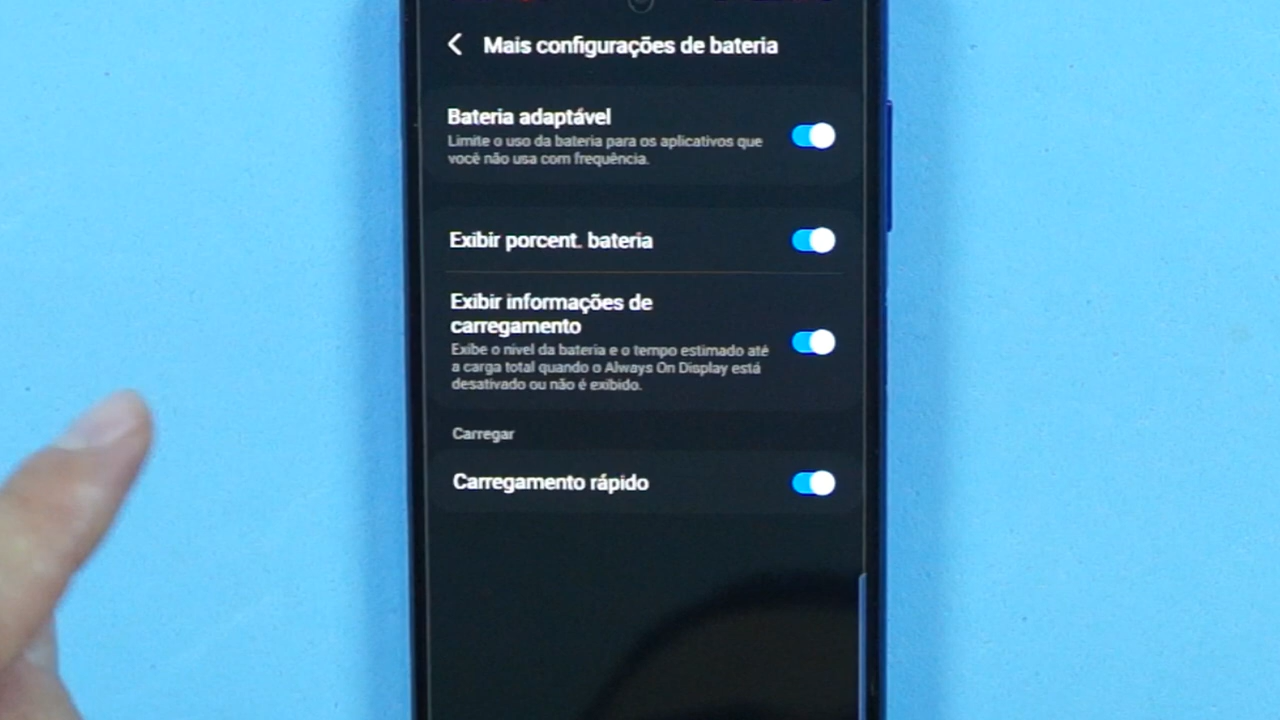 Mais configurações de bateria
Bateria adaptável
Limite o uso da bateria para os aplicativos que
você não usa com frequência.
Exibir porcent. bateria
Exibir informações de
carregamento
Exibe o nível da bateria e o tempo estimado até
a carga total quando o Always On Display está
desativado ou não é exibido.
Carregar
Carregamento rápido